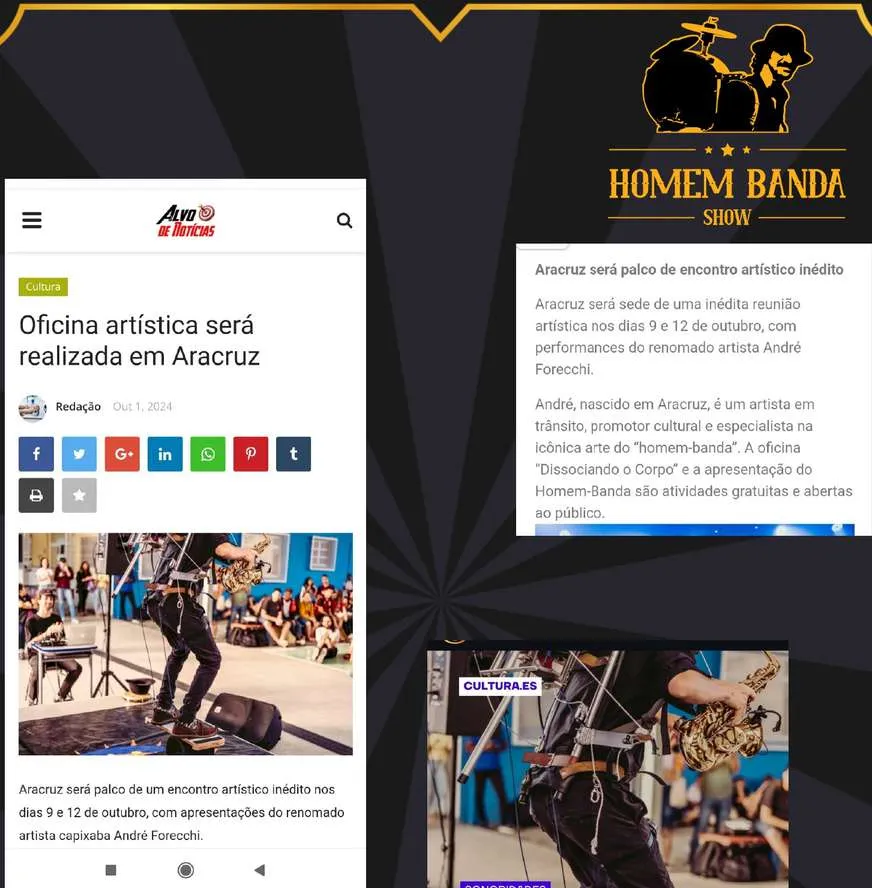 HOMEM BANDA
SHOW
ALVO
DE NOTÍCIAS
Cultura
Oficina artística será
realizada em Aracruz
Redação Out 1, 2024
f G+ in t
Aracruz será palco de um encontro artístico inédito nos
dias 9 e 12 de outubro, com apresentações do renomado
artista capixaba André Forecchi.
Aracruz será palco de encontro artístico inédito
Aracruz será sede de uma inédita reunião
artística nos dias 9 e 12 de outubro, com
performances do renomado artista André
Forecchi.
André, nascido em Aracruz, é um artista em
trânsito, promotor cultural e especialista na
icônica arte do “homem-banda”. A oficina
"Dissociando o Corpo” e a apresentação do
Homem-Banda são atividades gratuitas e abertas
ao público.
CULTURA.ES
SONORIDADES